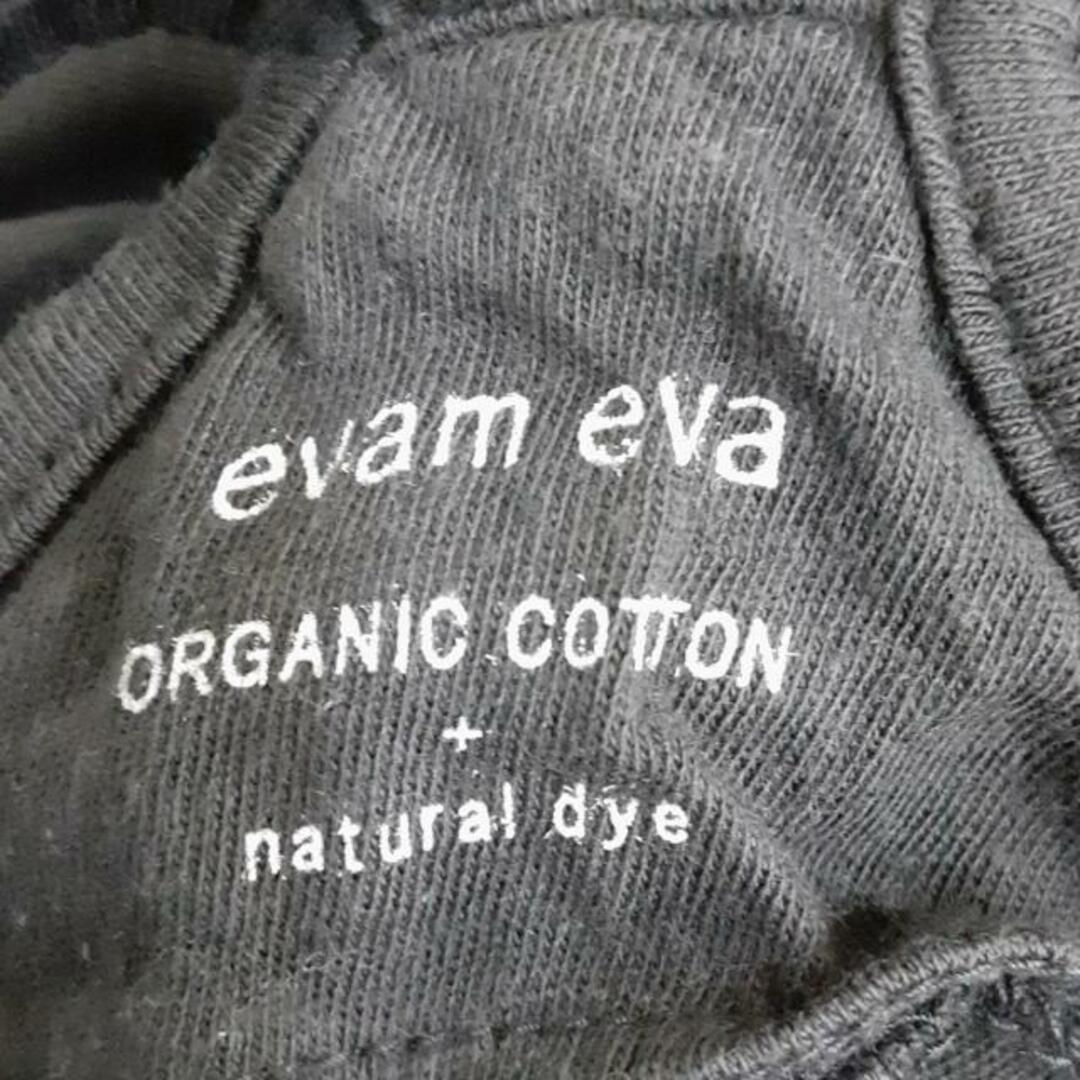 evam eva
ORGANIC COTTON
+
natural dye